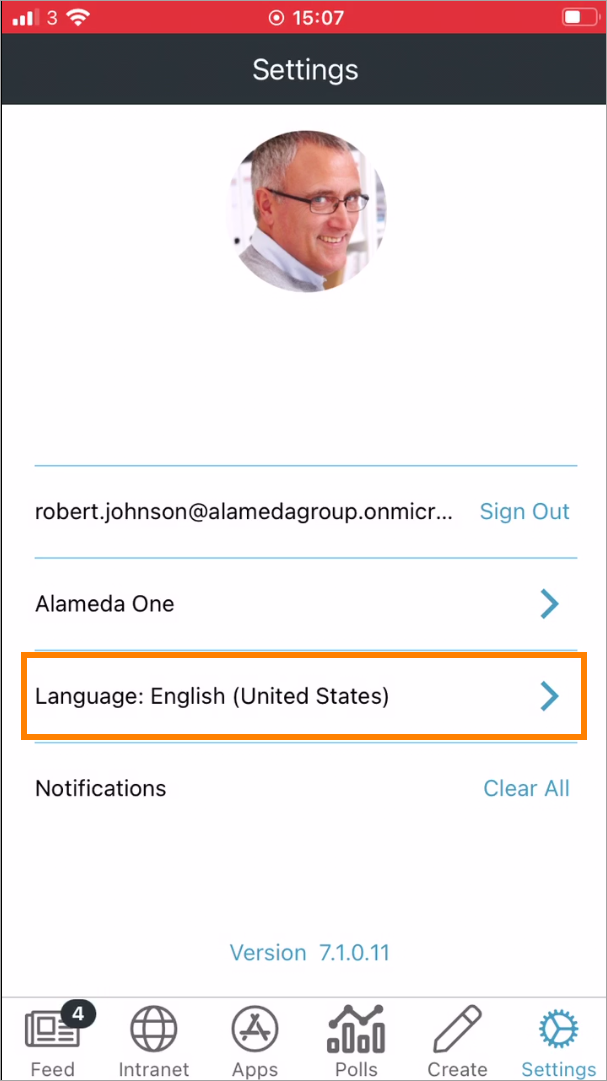 3 15:07
Settings
robert.johnson@alamedagroup.onmicr... Sign Out
Alameda One
Language: English (United States)
Notifications Clear All
Version 7.1.0.11
4
Feed Intranet Apps Polls Create Settings